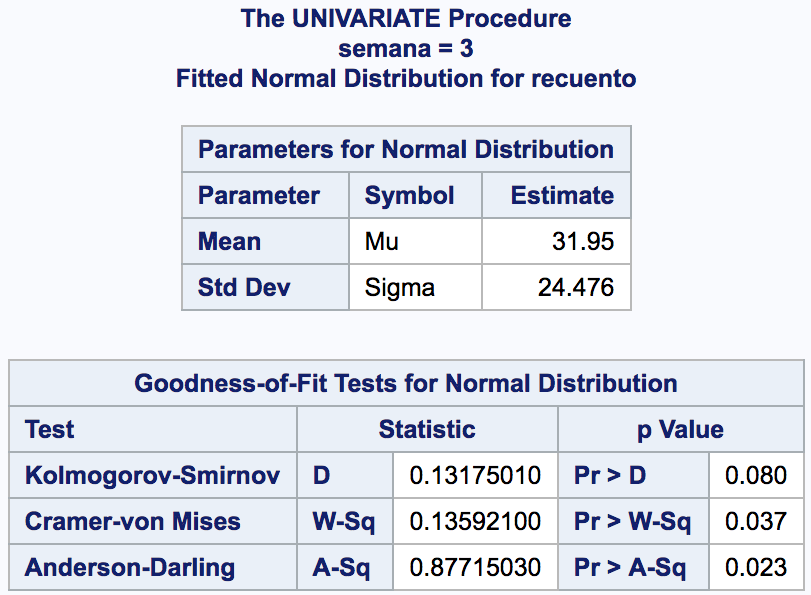 The UNIVARIATE Procedure
semana = 3
Fitted Normal Distribution for recuento
Parameters for Normal Distribution
Parameter Symbol Estimate
Mean Mu 31.95
Std Dev Sigma 24.476
Goodness-of-Fit Tests for Normal Distribution
Test Statistic p Value
Kolmogorov-Smirnov D 0.13175010 Pr > D 0.080
Cramer-von Mises W-Sq 0.13592100 Pr > W-Sq 0.037
Anderson-Darling A-Sq 0.87715030 Pr > A-Sq 0.023